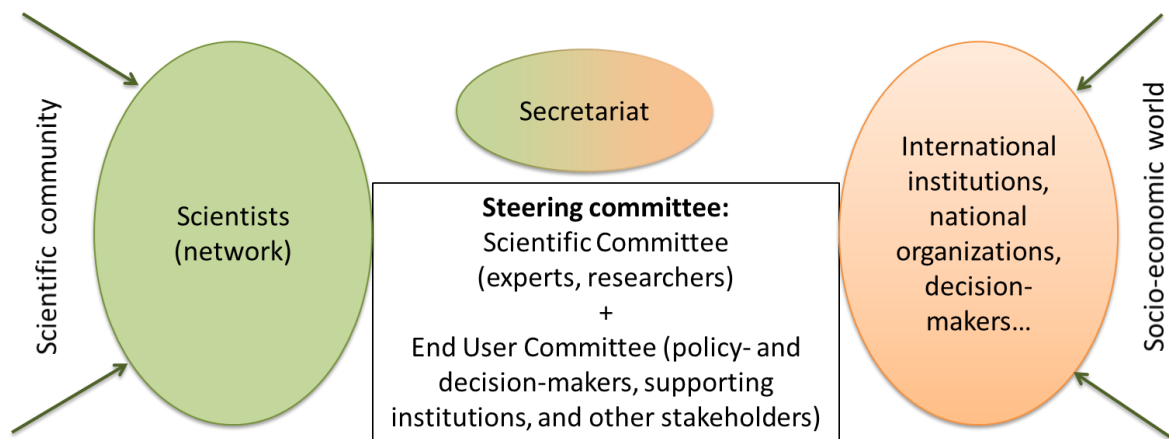 Scientific community
Scientists
(network)
Secretariat
Steering committee:
Scientific Committee
(experts, researchers)
+
End User Committee (policy- and
decision-makers, supporting
institutions, and other stakeholders)
International
institutions,
national
organizations,
decision-
makers…
Socio-economic world